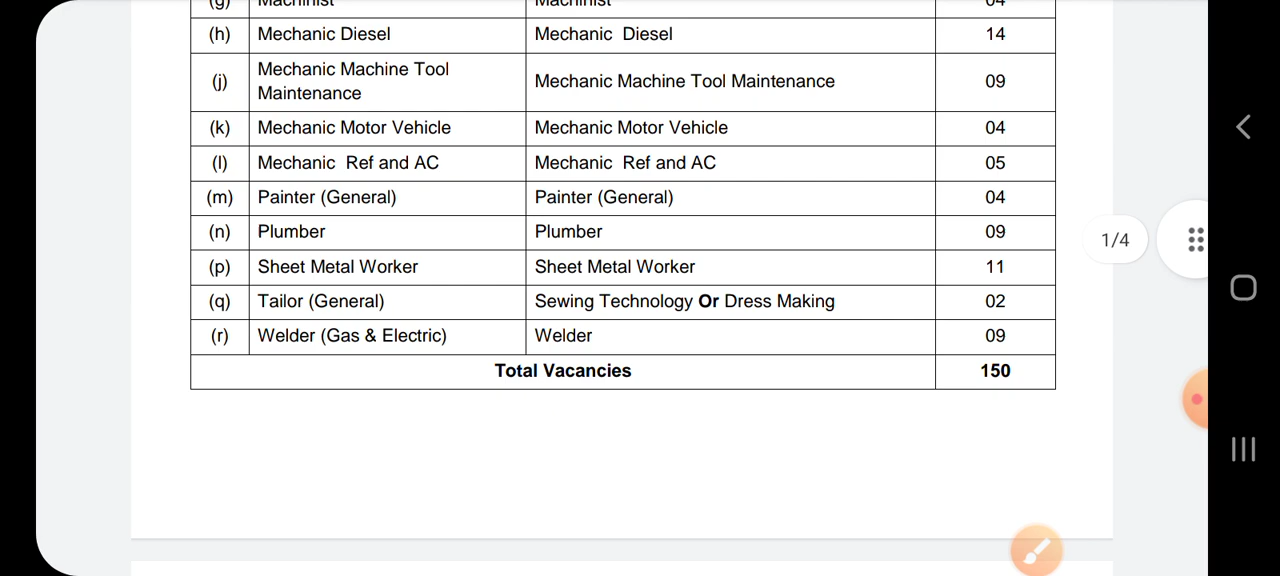 (g) Machinist Machinist 04
(h) Mechanic Diesel Mechanic Diesel 14
(j) Mechanic Machine Tool Maintenance Mechanic Machine Tool Maintenance 09
(k) Mechanic Motor Vehicle Mechanic Motor Vehicle 04
(l) Mechanic Ref and AC Mechanic Ref and AC 05
(m) Painter (General) Painter (General) 04
(n) Plumber Plumber 09
1/4
(p) Sheet Metal Worker Sheet Metal Worker 11
(q) Tailor (General) Sewing Technology Or Dress Making 02
(r) Welder (Gas & Electric) Welder 09
Total Vacancies 150